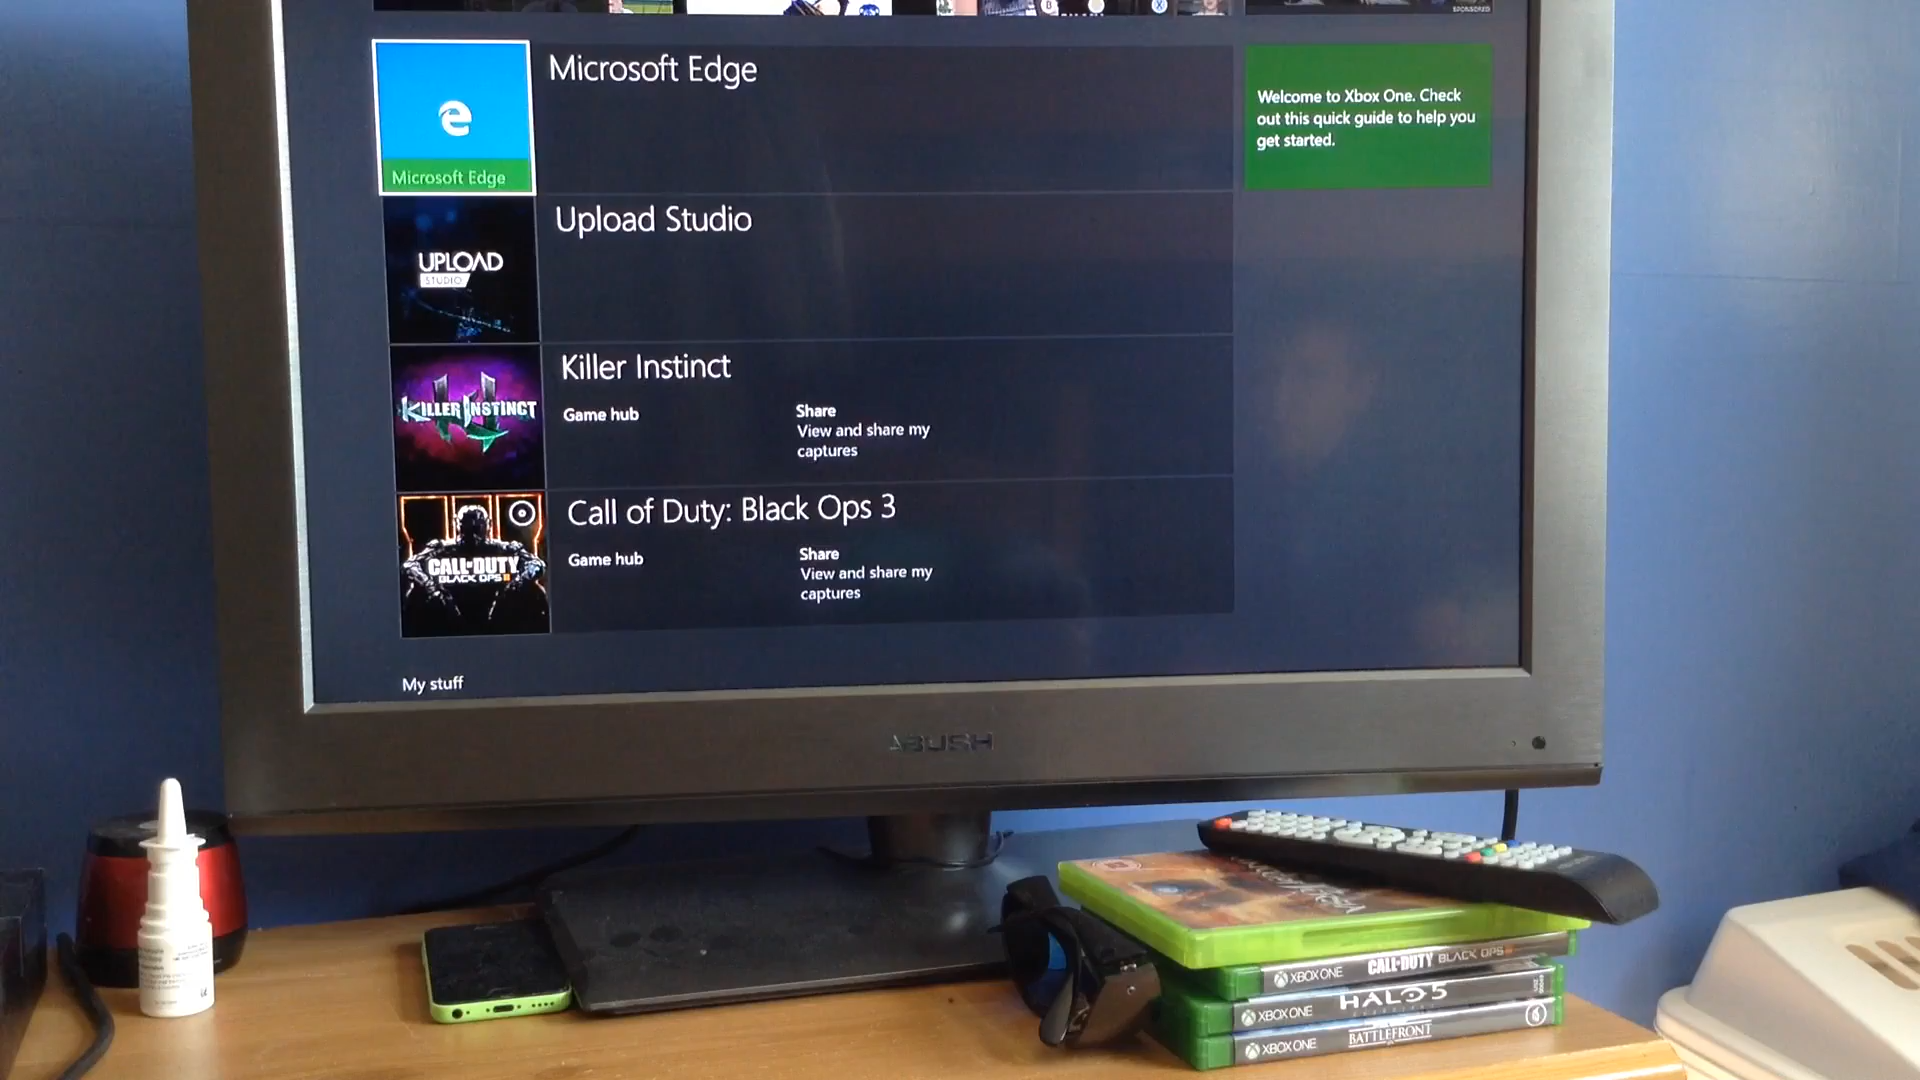 SPONSORED
Microsoft Edge
Microsoft Edge
Welcome to Xbox One. Check
out this quick guide to help you
get started.
Upload Studio
UPLOAD
STUDIO
Killer Instinct
KILLER INSTINCT
Game hub
Share
View and share my
captures
Call of Duty: Black Ops 3
CALL OF DUTY
BLACK OPS III
Game hub
Share
View and share my
captures
My stuff
BUSH
XBOX ONE
CALL OF DUTY BLACK OPS III
XBOX ONE
HALO 5
XBOX ONE
BATTLEFRONT